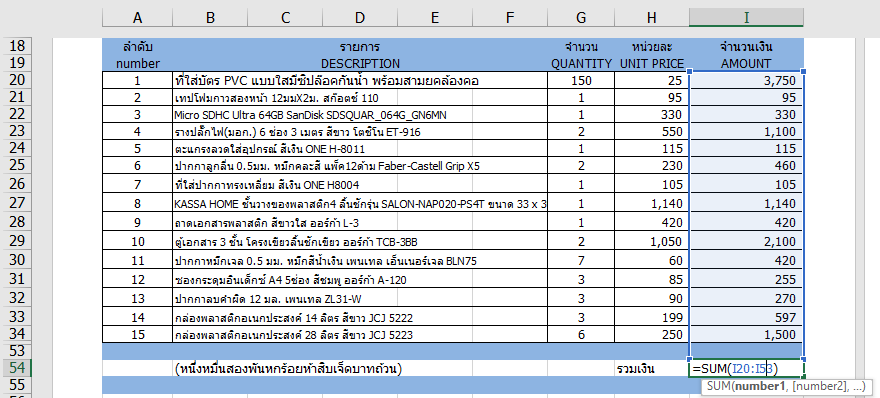 A B C D E F G H I
18 ลำดับ รายการ จำนวน หน่วยละ จำนวนเงิน
19 number DESCRIPTION QUANTITY UNIT PRICE AMOUNT
20 1 ที่ใส่บัตร PVC แบบใสมีซิปล๊อคกันน้ำ พร้อมสายคล้องคอ 150 25 3,750
21 2 เทปโฟมกาวสองหน้า 12มมX2ม. สก๊อตช์ 110 1 95 95
22 3 Micro SDHC Ultra 64GB SanDisk SDSQUAR_064G_GN6MN 1 330 330
23 4 รางปลั๊กไฟ(มอก.) 6 ช่อง 3 เมตร สีขาว โตชิโน ET-916 2 550 1,100
24 5 ตะแกรงลวดใส่อุปกรณ์ สีเงิน ONE H-8011 1 115 115
25 6 ปากกาลูกลื่น 0.5มม. หมึกคละสี แพ็ค12ด้าม Faber-Castell Grip X5 2 230 460
26 7 ที่ใส่ปากกาทรงเหลี่ยม สีเงิน ONE H8004 1 105 105
27 8 KASSA HOME ชั้นวางของพลาสติก4 ลิ้นชักรุ่น SALON-NAP020-PS4T ขนาด 33 x 3 1 1,140 1,140
28 9 ถาดเอกสารพลาสติก สีขาวใส ออร์ก้า L-3 1 420 420
29 10 ตู้เอกสาร 3 ชั้น โครงเขียวลิ้นชักเขียว ออร์ก้า TCB-3BB 2 1,050 2,100
30 11 ปากกาหมึกเจล 0.5 มม. หมึกสีน้ำเงิน เพนเทล เอ็นเนอร์เจล BLN75 7 60 420
31 12 ซองกระดุมอินเด็กซ์ A4 5ช่อง สีชมพู ออร์ก้า A-120 3 85 255
32 13 ปากกาลบคำผิด 12 มล. เพนเทล ZL31-W 3 90 270
33 14 กล่องพลาสติกอเนกประสงค์ 14 ลิตร สีขาว JCJ 5222 3 199 597
34 15 กล่องพลาสติกอเนกประสงค์ 28 ลิตร สีขาว JCJ 5223 6 250 1,500
53
54 (หนึ่งหมื่นสองพันหกร้อยห้าสิบเจ็ดบาทถ้วน) รวมเงิน =SUM(I20:I53)
55 SUM(number1, [number2], ...)